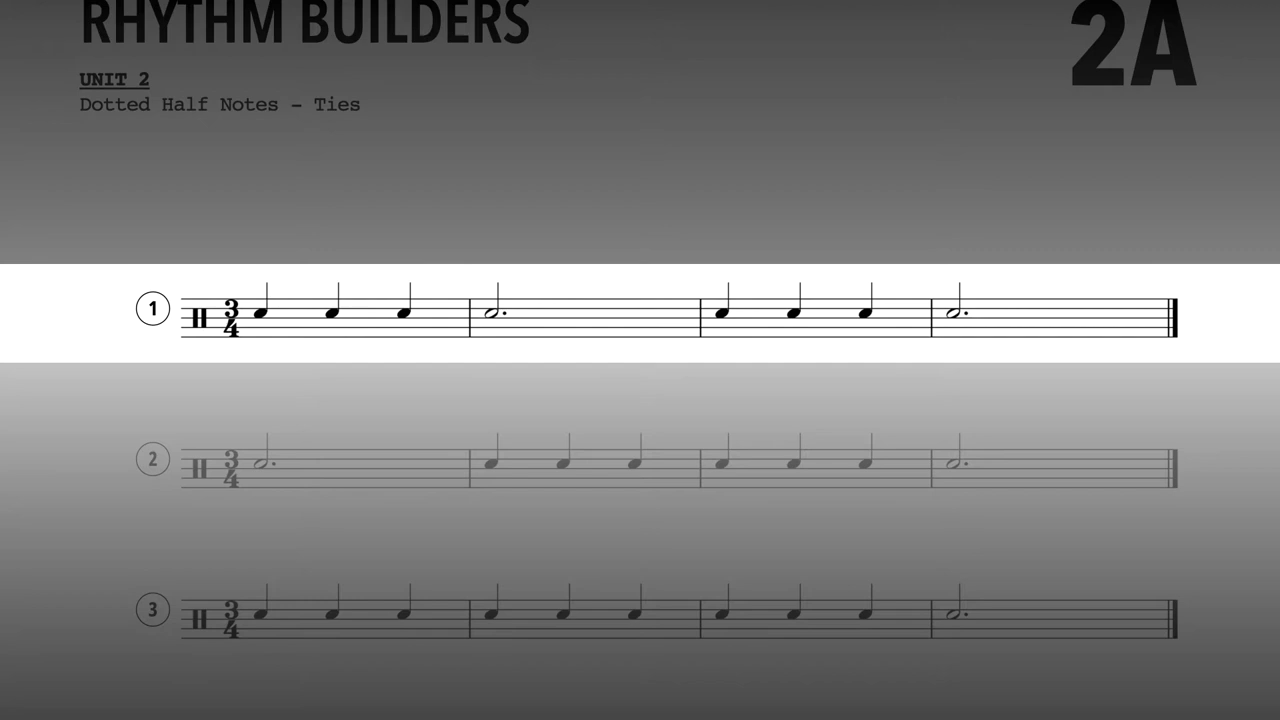 RHYTHM BUILDERS
2A
UNIT 2
Dotted Half Notes – Ties
1
3
4
2
3
4
3
3
4